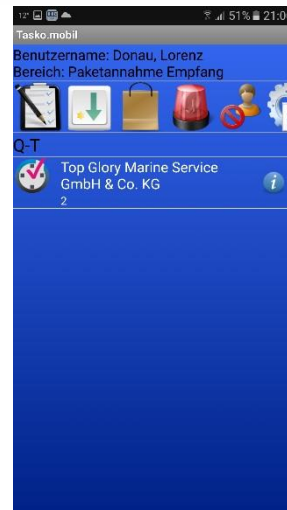 12° 51% 21:0
Tasko.mobil
Benutzername: Donau, Lorenz
Bereich: Paketannahme Empfang
Q-T
Top Glory Marine Service
GmbH & Co. KG
2
i